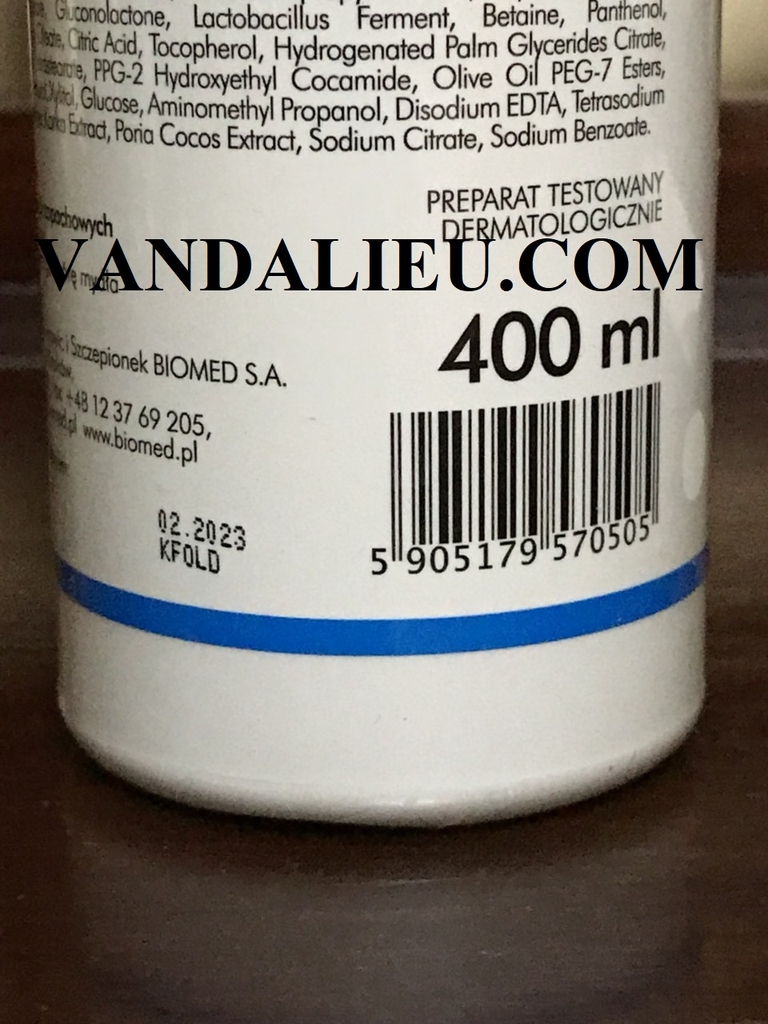 Gluconolactone, Lactobacillus Ferment, Betaine, Panthenol,
Citric Acid, Tocopherol, Hydrogenated Palm Glycerides Citrate,
PPG-2 Hydroxyethyl Cocamide, Olive Oil PEG-7 Esters,
Xylitol, Glucose, Aminomethyl Propanol, Disodium EDTA, Tetrasodium
Extract, Poria Cocos Extract, Sodium Citrate, Sodium Benzoate.
PREPARAT TESTOWANY
DERMATOLOGICZNIE
VANDALIEU.COM
mydła
400 ml
i Szczepionek BIOMED S.A.
+48 12 37 69 205,
www.biomed.pl
02.2023
KFOLD
5 905179 570505